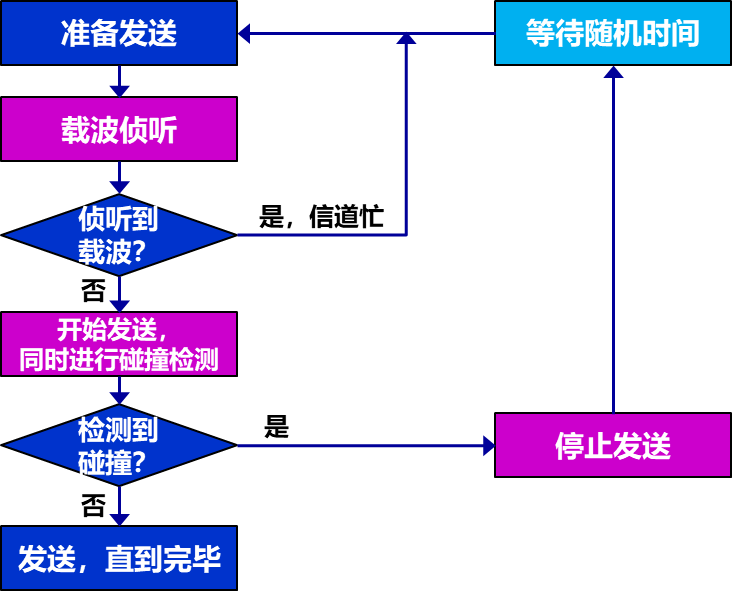 准备发送
等待随机时间
载波侦听
侦听到
载波？
是，信道忙
否
开始发送，
同时进行碰撞检测
检测到
碰撞？
是
停止发送
否
发送，直到完毕